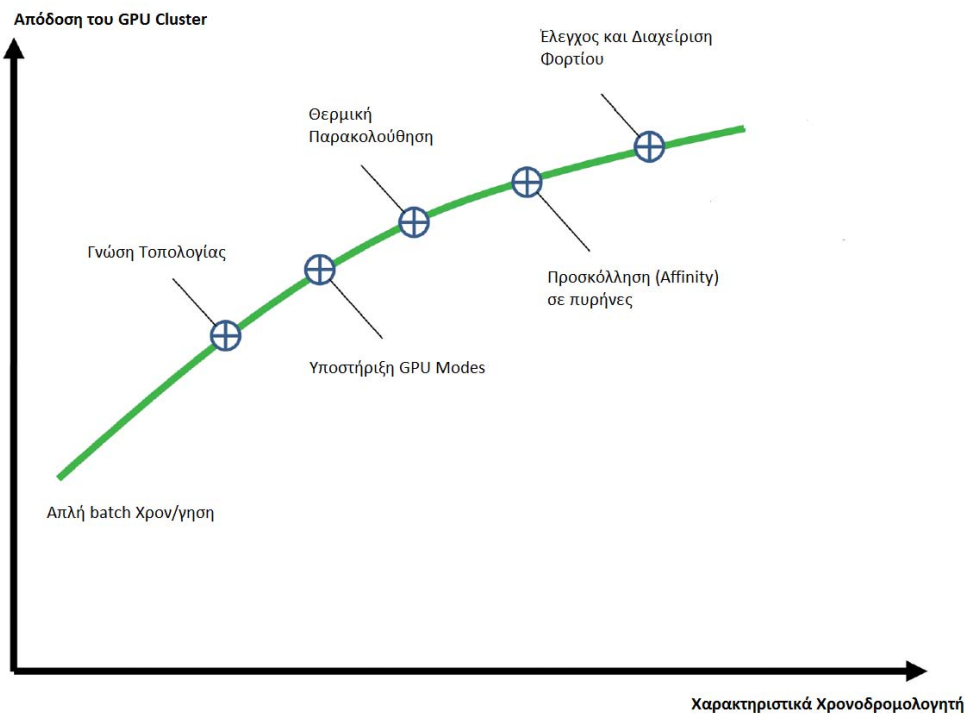 Απόδοση του GPU Cluster
Έλεγχος και Διαχείριση
Φορτίου
Θερμική
Παρακολούθηση
Γνώση Τοπολογίας
Προσκόλληση (Affinity)
σε πυρήνες
Υποστήριξη GPU Modes
Απλή batch Χρον/γηση
Χαρακτηριστικά Χρονοδρομολογητή